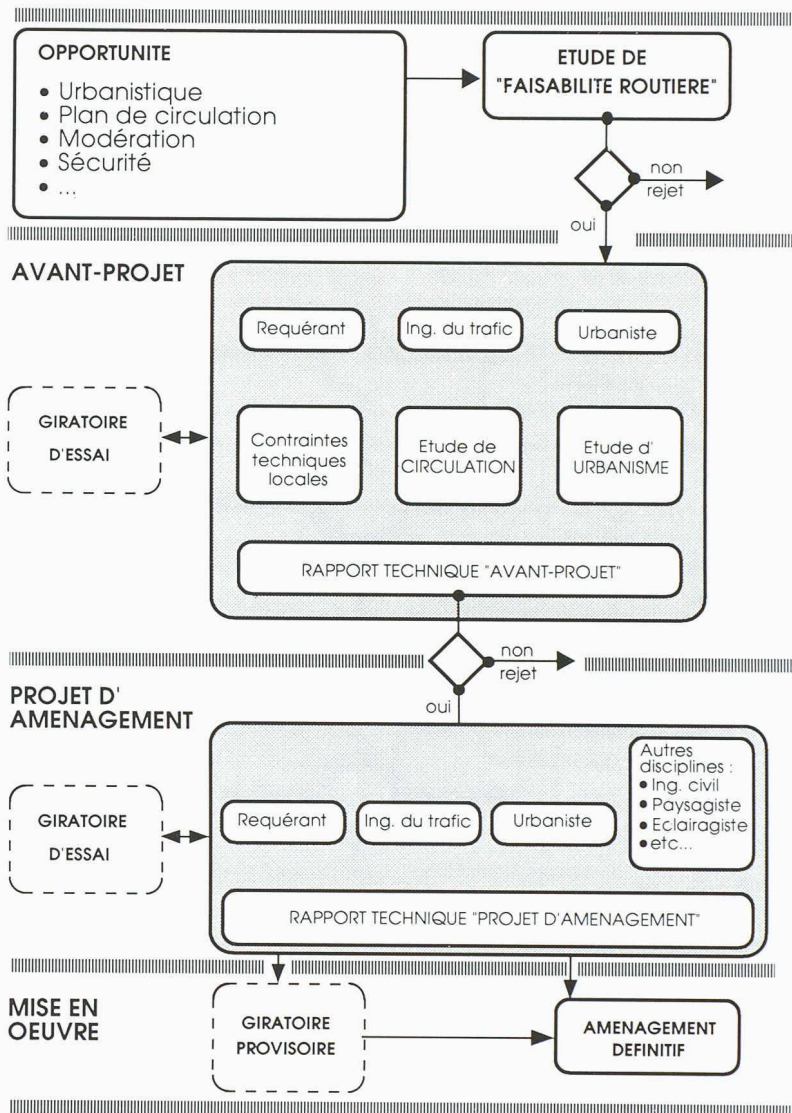 OPPORTUNITE
• Urbanistique
• Plan de circulation
• Modération
• Sécurité
• ...
ETUDE DE
"FAISABILITE ROUTIERE"
non
rejet
oui
AVANT-PROJET
Requérant
Ing. du trafic
Urbaniste
GIRATOIRE
D'ESSAI
Contraintes
techniques
locales
Etude de
CIRCULATION
Etude d'
URBANISME
RAPPORT TECHNIQUE "AVANT-PROJET"
non
rejet
oui
PROJET D'
AMENAGEMENT
Autres
disciplines :
• Ing. civil
• Paysagiste
• Eclairagiste
• etc...
GIRATOIRE
D'ESSAI
Requérant
Ing. du trafic
Urbaniste
RAPPORT TECHNIQUE "PROJET D'AMENAGEMENT"
MISE EN
OEUVRE
GIRATOIRE
PROVISOIRE
AMENAGEMENT
DEFINITIF